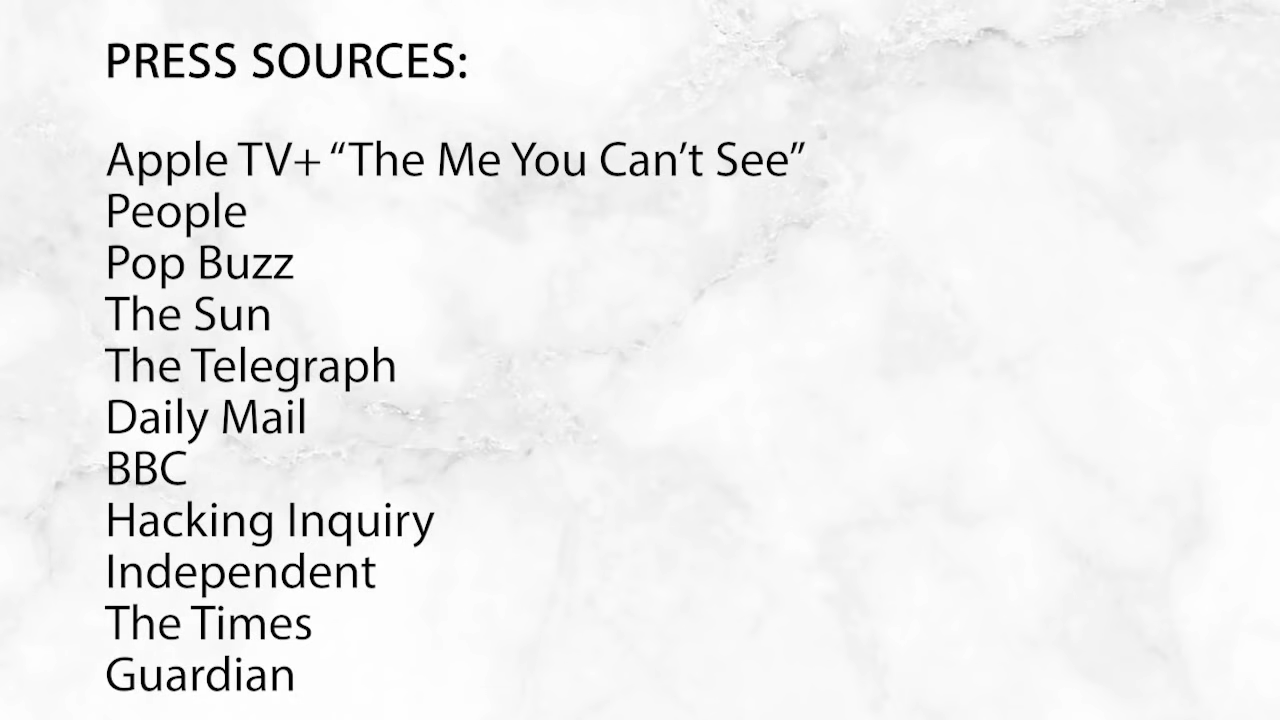 PRESS SOURCES:
Apple TV+ “The Me You Can’t See”
People
Pop Buzz
The Sun
The Telegraph
Daily Mail
BBC
Hacking Inquiry
Independent
The Times
Guardian